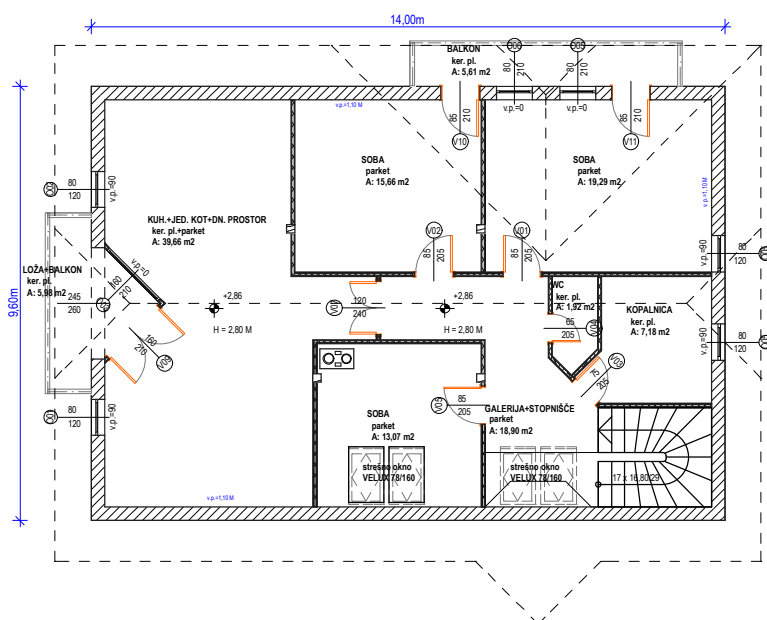 14,00m
BALKON
ker. pl.
A: 5,61 m2
O06
O05
80
210
80
210
v.p.=0
v.p.=0
v.p.=1,10 M
85
210
V10
85
210
V11
9,60m
80
120
v.p.=90
SOBA
parket
A: 15,66 m2
SOBA
parket
A: 19,29 m2
v.p.=1,10 M
KUH.+JED. KOT+DN. PROSTOR
ker. pl.+parket
A: 39,66 m2
V02
85
205
V01
85
205
v.p.=90
80
120
LOŽA+BALKON
ker. pl.
A: 5,98 m2
v.p.=0
160
210
245
260
+2,86
H = 2,80 M
120
240
+2,86
H = 2,80 M
WC
ker. pl.
A: 1,92 m2
KOPALNICA
ker. pl.
A: 7,18 m2
65
205
V04
v.p.=90
80
120
160
210
V09
75
205
V03
80
120
v.p.=90
SOBA
parket
A: 13,07 m2
V05
85
205
GALERIJA+STOPNIŠČE
parket
A: 18,90 m2
strešno okno
VELUX 78/160
strešno okno
VELUX 78/160
17 x 16,80/29
v.p.=1,10 M